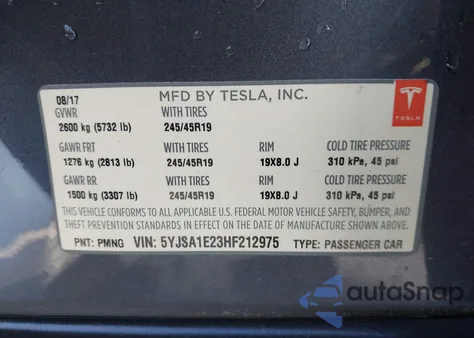 08/17 MFD BY TESLA, INC.
GVWR WITH TIRES
2600 kg (5732 lb) 245/45R19
TESLA
GAWR FRT WITH TIRES RIM COLD TIRE PRESSURE
1276 kg (2813 lb) 245/45R19 19X8.0 J 310 kPa, 45 psi
GAWR RR WITH TIRES RIM COLD TIRE PRESSURE
1500 kg (3307 lb) 245/45R19 19X8.0 J 310 kPa, 45 psi
THIS VEHICLE CONFORMS TO ALL APPLICABLE U.S. FEDERAL MOTOR VEHICLE SAFETY, BUMPER, AND
THEFT PREVENTION STANDARDS IN EFFECT ON THE DATE OF MANUFACTURE SHOWN ABOVE.
PNT: PMNG VIN: 5YJSA1E23HF212975 TYPE: PASSENGER CAR
autoSnap